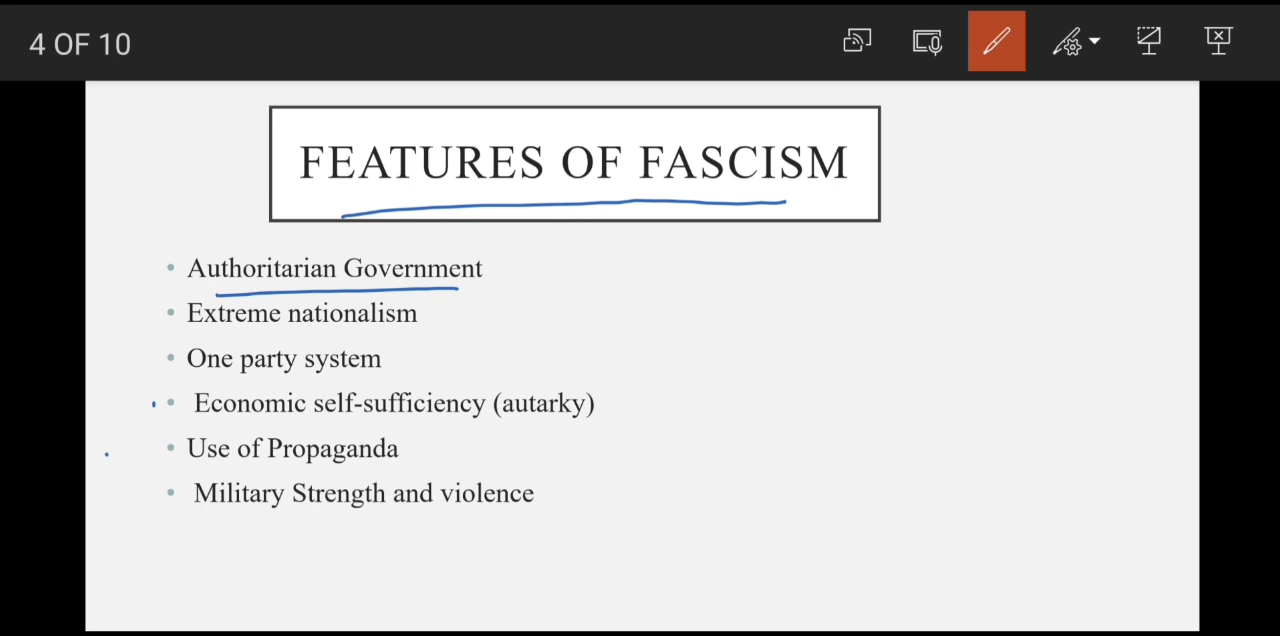 4 OF 10
FEATURES OF FASCISM
• Authoritarian Government
• Extreme nationalism
• One party system
• Economic self-sufficiency (autarky)
• Use of Propaganda
• Military Strength and violence